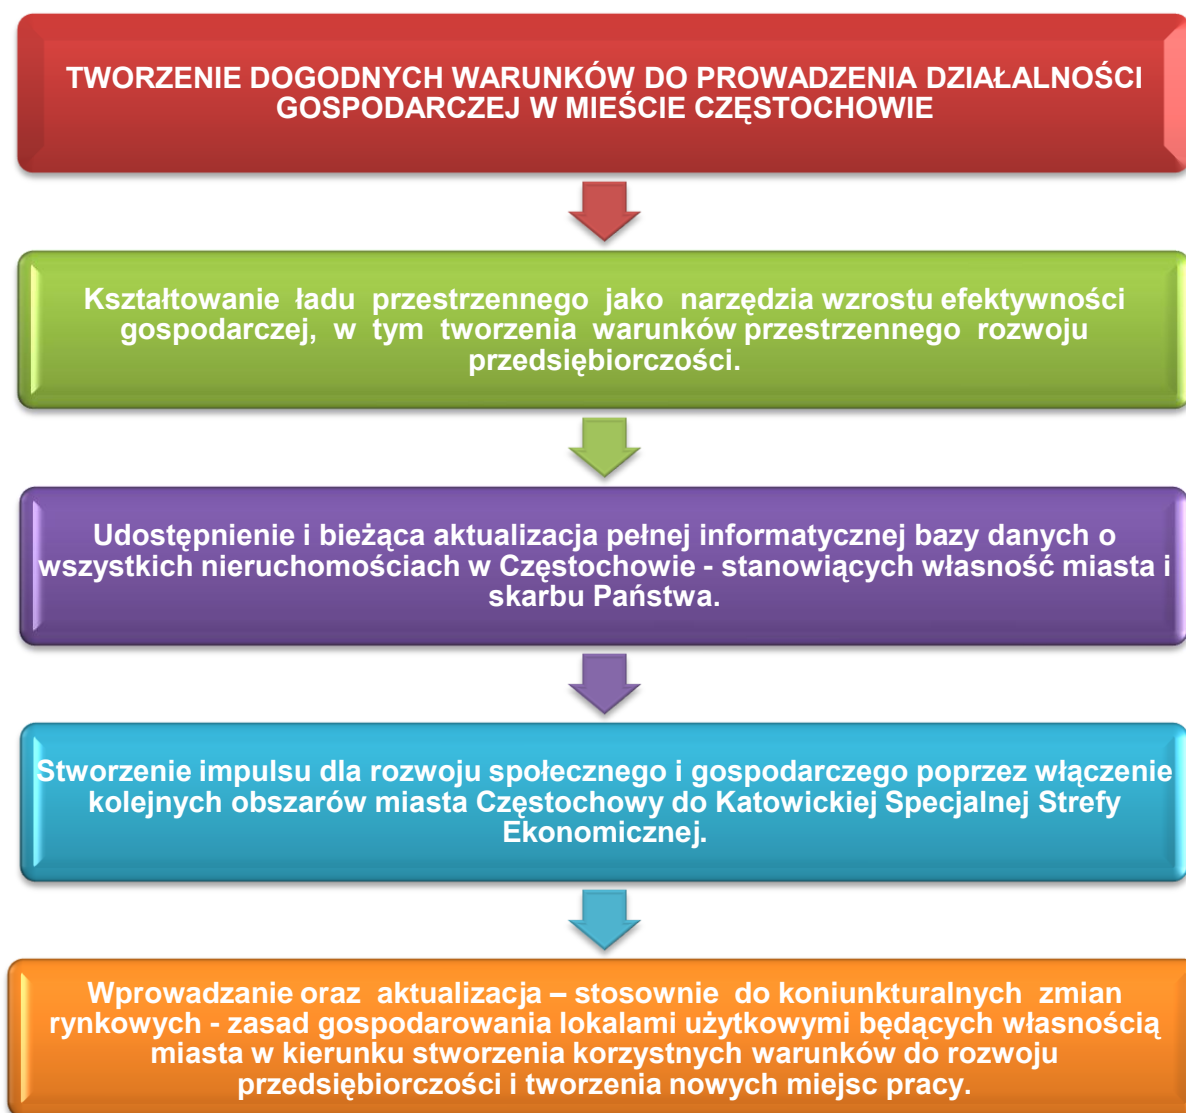 TWORZENIE DOGODNYCH WARUNKÓW DO PROWADZENIA DZIAŁALNOŚCI
GOSPODARCZEJ W MIEŚCIE CZĘSTOCHOWIE
Kształtowanie ładu przestrzennego jako narzędzia wzrostu efektywności
gospodarczej, w tym tworzenia warunków przestrzennego rozwoju
przedsiębiorczości.
Udostępnienie i bieżąca aktualizacja pełnej informatycznej bazy danych o
wszystkich nieruchomościach w Częstochowie - stanowiących własność miasta i
skarbu Państwa.
Stworzenie impulsu dla rozwoju społecznego i gospodarczego poprzez włączenie
kolejnych obszarów miasta Częstochowy do Katowickiej Specjalnej Strefy
Ekonomicznej.
Wprowadzanie oraz aktualizacja – stosownie do koniunkturalnych zmian
rynkowych - zasad gospodarowania lokalami użytkowymi będących własnością
miasta w kierunku stworzenia korzystnych warunków do rozwoju
przedsiębiorczości i tworzenia nowych miejsc pracy.